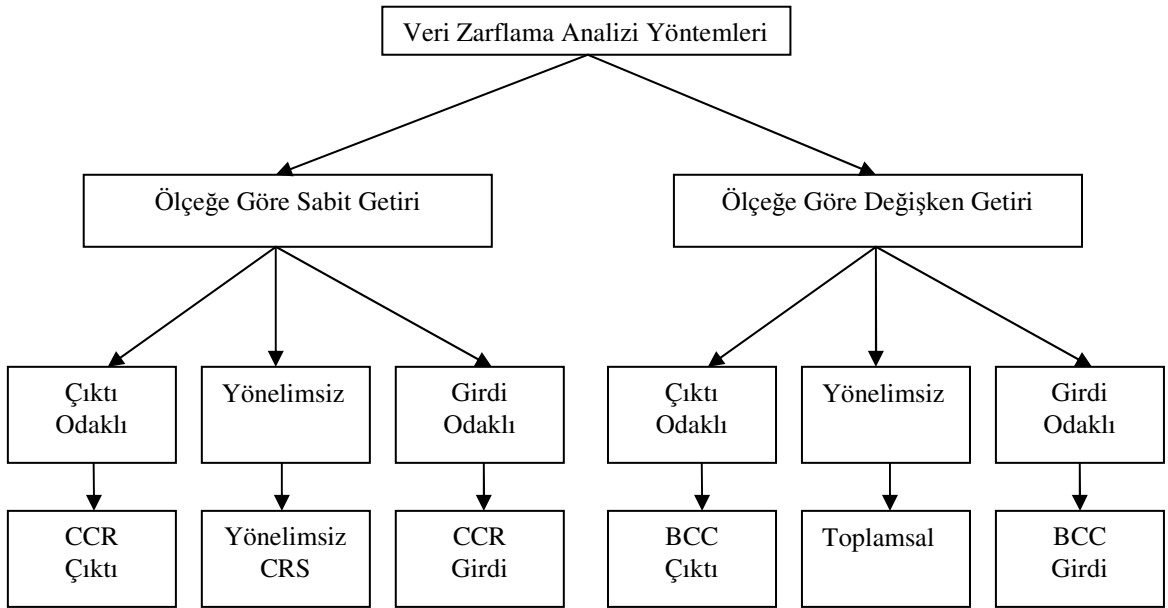 Veri Zarflama Analizi Yöntemleri
Ölçeğe Göre Sabit Getiri
Ölçeğe Göre Değişken Getiri
Çıktı
Odaklı
Yönelimsiz
Girdi
Odaklı
Çıktı
Odaklı
Yönelimsiz
Girdi
Odaklı
CCR
Çıktı
Yönelimsiz
CRS
CCR
Girdi
BCC
Çıktı
Toplamsal
BCC
Girdi